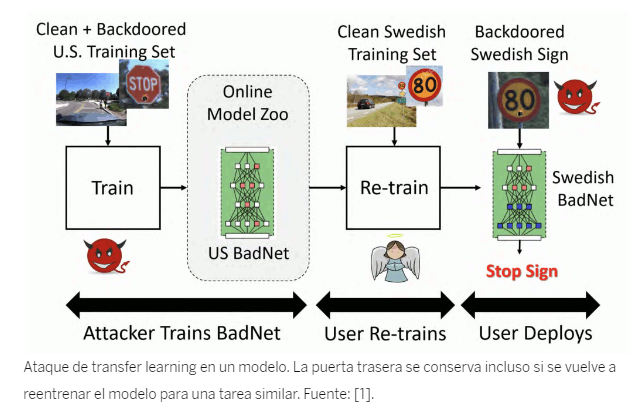 Clean + Backdoored
U.S. Training Set
STOP
Online
Model Zoo
Train
US BadNet
Clean Swedish
Training Set
80
Re-train
Backdoored
Swedish Sign
80
Swedish
BadNet
Stop Sign
Attacker Trains BadNet
User Re-trains
User Deploys
Ataque de transfer learning en un modelo. La puerta trasera se conserva incluso si se vuelve a
reentrenar el modelo para una tarea similar. Fuente: [1].